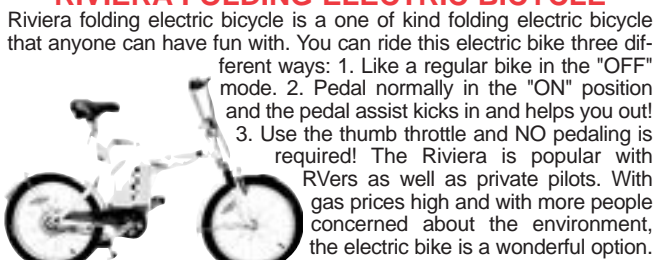 RIVIERA FOLDING ELECTRIC BICYCLE
Riviera folding electric bicycle is a one of kind folding electric bicycle
that anyone can have fun with. You can ride this electric bike three dif-
ferent ways: 1. Like a regular bike in the "OFF"
mode. 2. Pedal normally in the "ON" position
and the pedal assist kicks in and helps you out!
3. Use the thumb throttle and NO pedaling is
required! The Riviera is popular with
RVers as well as private pilots. With
gas prices high and with more people
concerned about the environment,
the electric bike is a wonderful option.